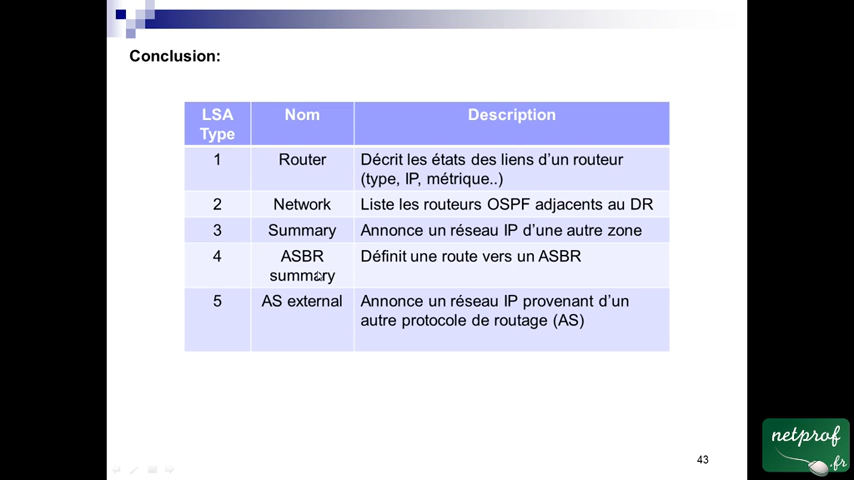 Conclusion:
LSA Type
Nom
Description
1
Router
Décrit les états des liens d'un routeur
(type, IP, métrique..)
2
Network
Liste les routeurs OSPF adjacents au DR
3
Summary
Annonce un réseau IP d'une autre zone
4
ASBR
summary
Définit une route vers un ASBR
5
AS external
Annonce un réseau IP provenant d'un
autre protocole de routage (AS)
43
netprof
.fr